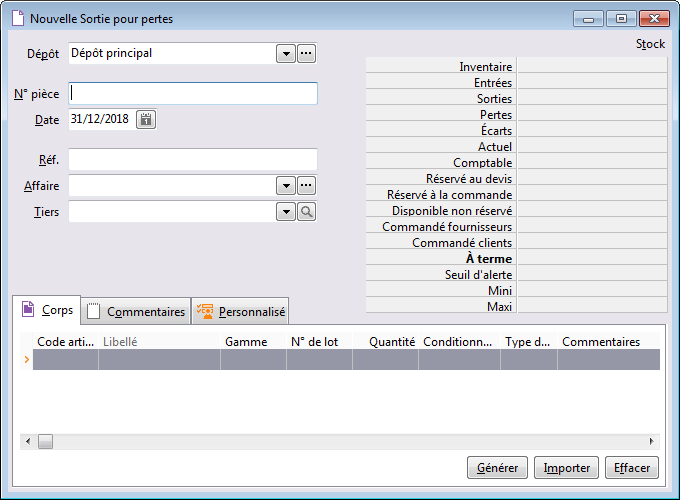 Nouvelle Sortie pour pertes
Dépôt Dépôt principal
N° pièce
Date 31/12/2018
Réf.
Affaire
Tiers
Stock
Inventaire
Entrées
Sorties
Pertes
Écarts
Actuel
Comptable
Réservé au devis
Réservé à la commande
Disponible non réservé
Commandé fournisseurs
Commandé clients
À terme
Seuil d'alerte
Mini
Maxi
Corps Commentaires Personnalisé
Code arti... Libellé Gamme N° de lot Quantité Conditionn... Type d... Commentaires
Générer Importer Effacer